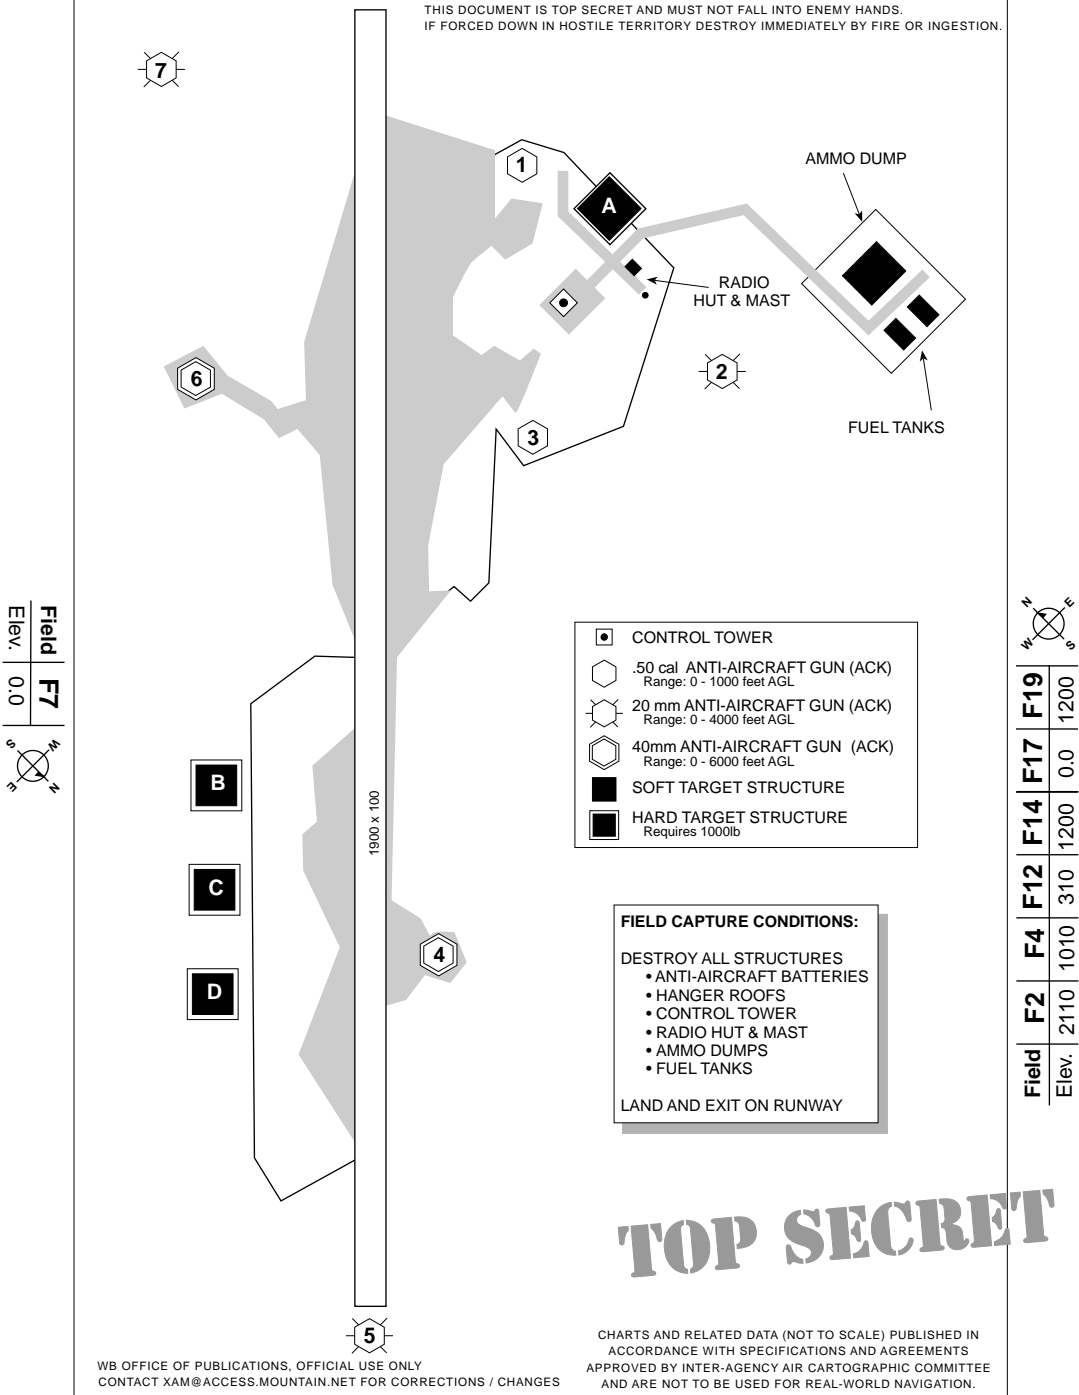 THIS DOCUMENT IS TOP SECRET AND MUST NOT FALL INTO ENEMY HANDS.
IF FORCED DOWN IN HOSTILE TERRITORY DESTROY IMMEDIATELY BY FIRE OR INGESTION.
7
1
A
AMMO DUMP
RADIO
HUT & MAST
2
6
3
FUEL TANKS
Field F7
Elev. 0.0
W N
S E
N E
W S
CONTROL TOWER
.50 cal ANTI-AIRCRAFT GUN (ACK)
Range: 0 - 1000 feet AGL
20 mm ANTI-AIRCRAFT GUN (ACK)
Range: 0 - 4000 feet AGL
40mm ANTI-AIRCRAFT GUN (ACK)
Range: 0 - 6000 feet AGL
SOFT TARGET STRUCTURE
HARD TARGET STRUCTURE
Requires 1000lb
B
C
D
1900 x 100
4
FIELD CAPTURE CONDITIONS:
DESTROY ALL STRUCTURES
• ANTI-AIRCRAFT BATTERIES
• HANGER ROOFS
• CONTROL TOWER
• RADIO HUT & MAST
• AMMO DUMPS
• FUEL TANKS
LAND AND EXIT ON RUNWAY
Field F2 F4 F12 F14 F17 F19
Elev. 2110 1010 310 1200 0.0 1200
TOP SECRET
5
WB OFFICE OF PUBLICATIONS, OFFICIAL USE ONLY
CONTACT XAM@ACCESS.MOUNTAIN.NET FOR CORRECTIONS / CHANGES
CHARTS AND RELATED DATA (NOT TO SCALE) PUBLISHED IN
ACCORDANCE WITH SPECIFICATIONS AND AGREEMENTS
APPROVED BY INTER-AGENCY AIR CARTOGRAPHIC COMMITTEE
AND ARE NOT TO BE USED FOR REAL-WORLD NAVIGATION.